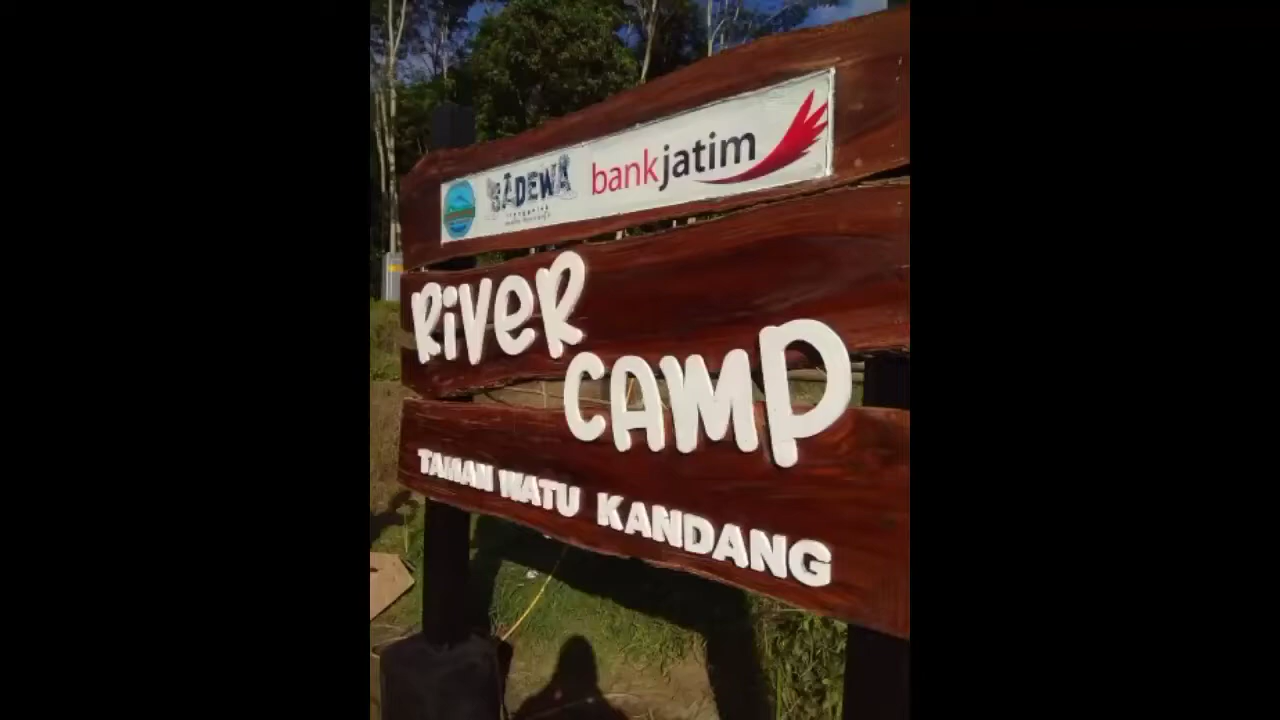 SADEWA
bankjatim
RiVeR
CAMP
TAMAN WATU KANDANG